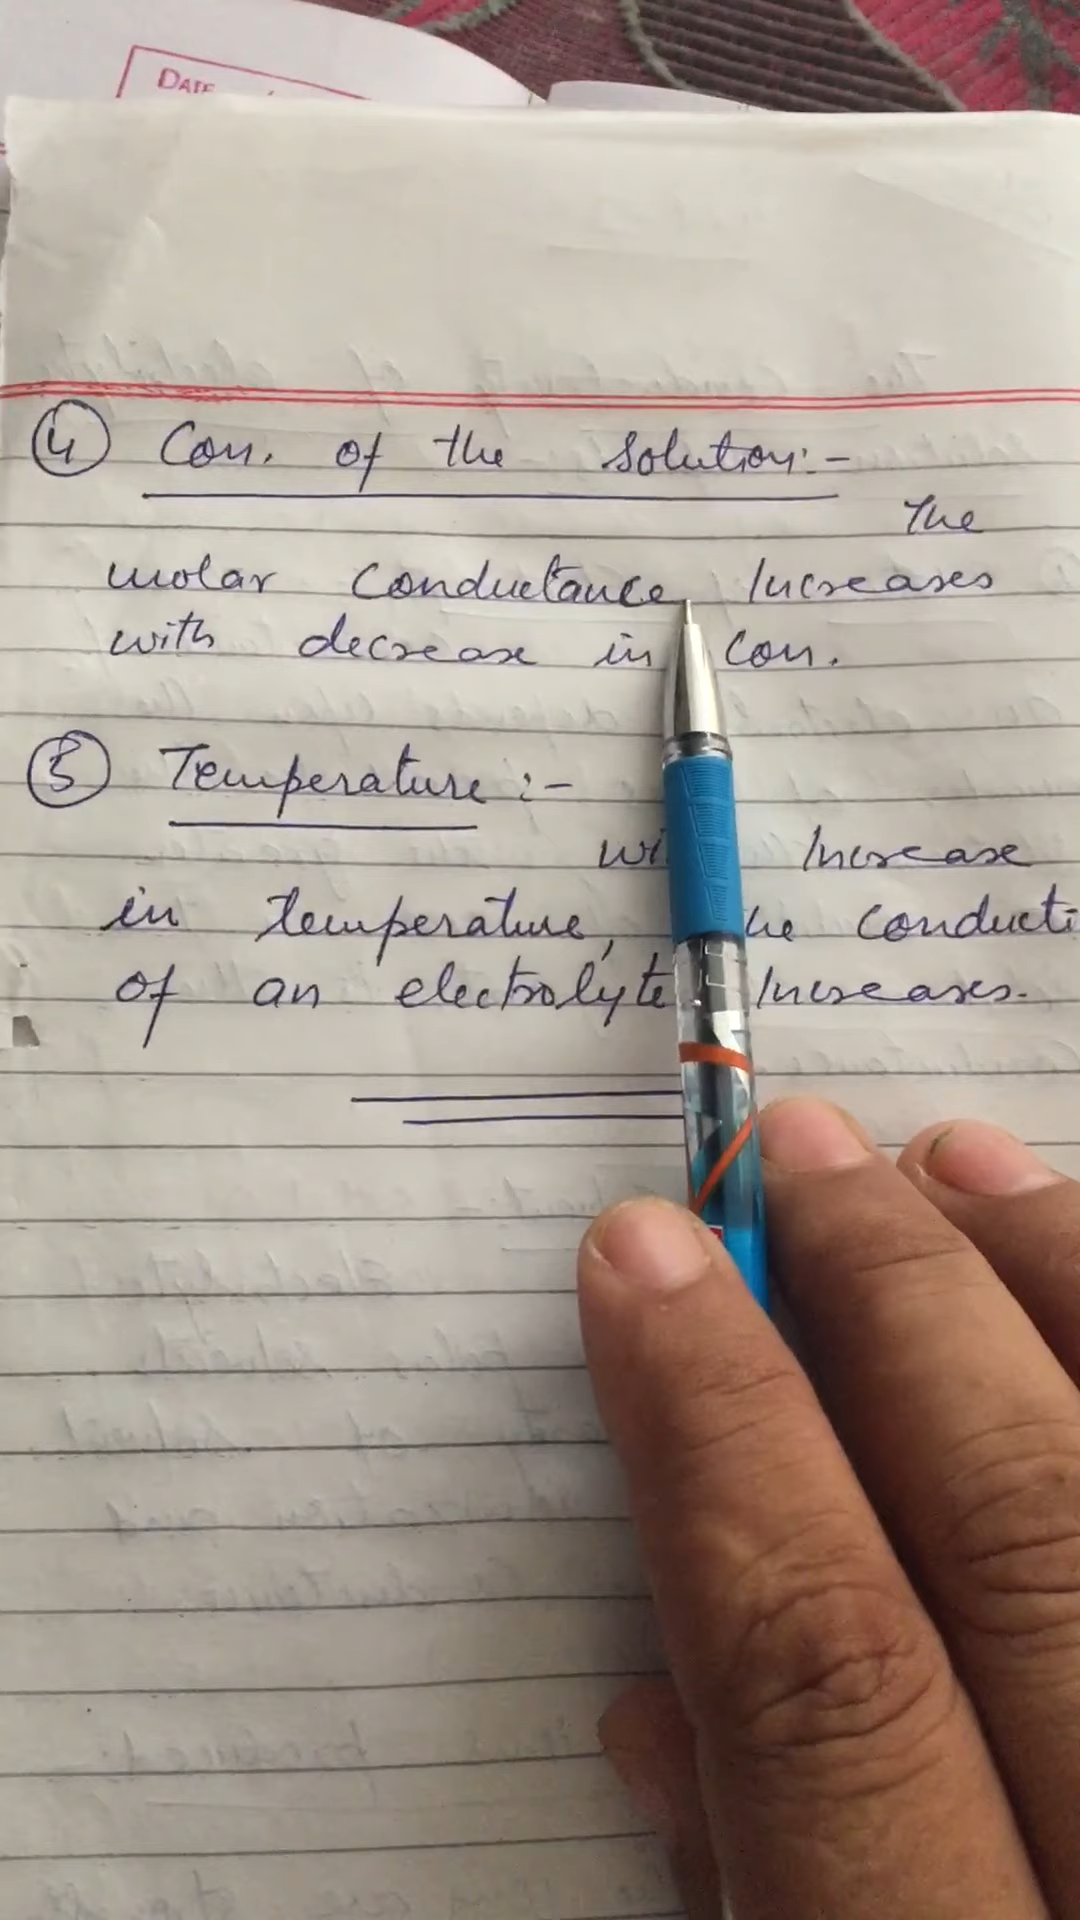 DATE
④ Con. of the solution:-
The
molar conductance increases
with decrease in con.
⑤ Temperature :-
increase
in temperature, conducti
of an electrolyte increases.